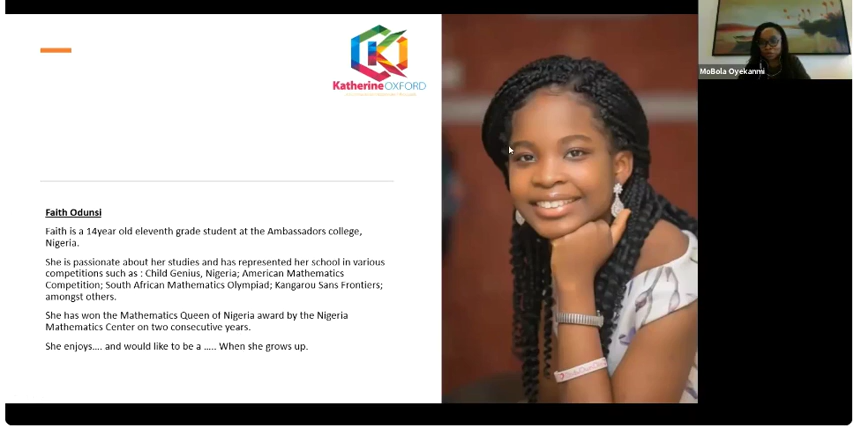 Katherine OXFORD
MoBola Oyekanmi
Faith Odunsi
Faith is a 14year old eleventh grade student at the Ambassadors college,
Nigeria.
She is passionate about her studies and has represented her school in various
competitions such as : Child Genius, Nigeria; American Mathematics
Competition; South African Mathematics Olympiad; Kangarou Sans Frontiers;
amongst others.
She has won the Mathematics Queen of Nigeria award by the Nigeria
Mathematics Center on two consecutive years.
She enjoys.... and would like to be a ..... When she grows up.